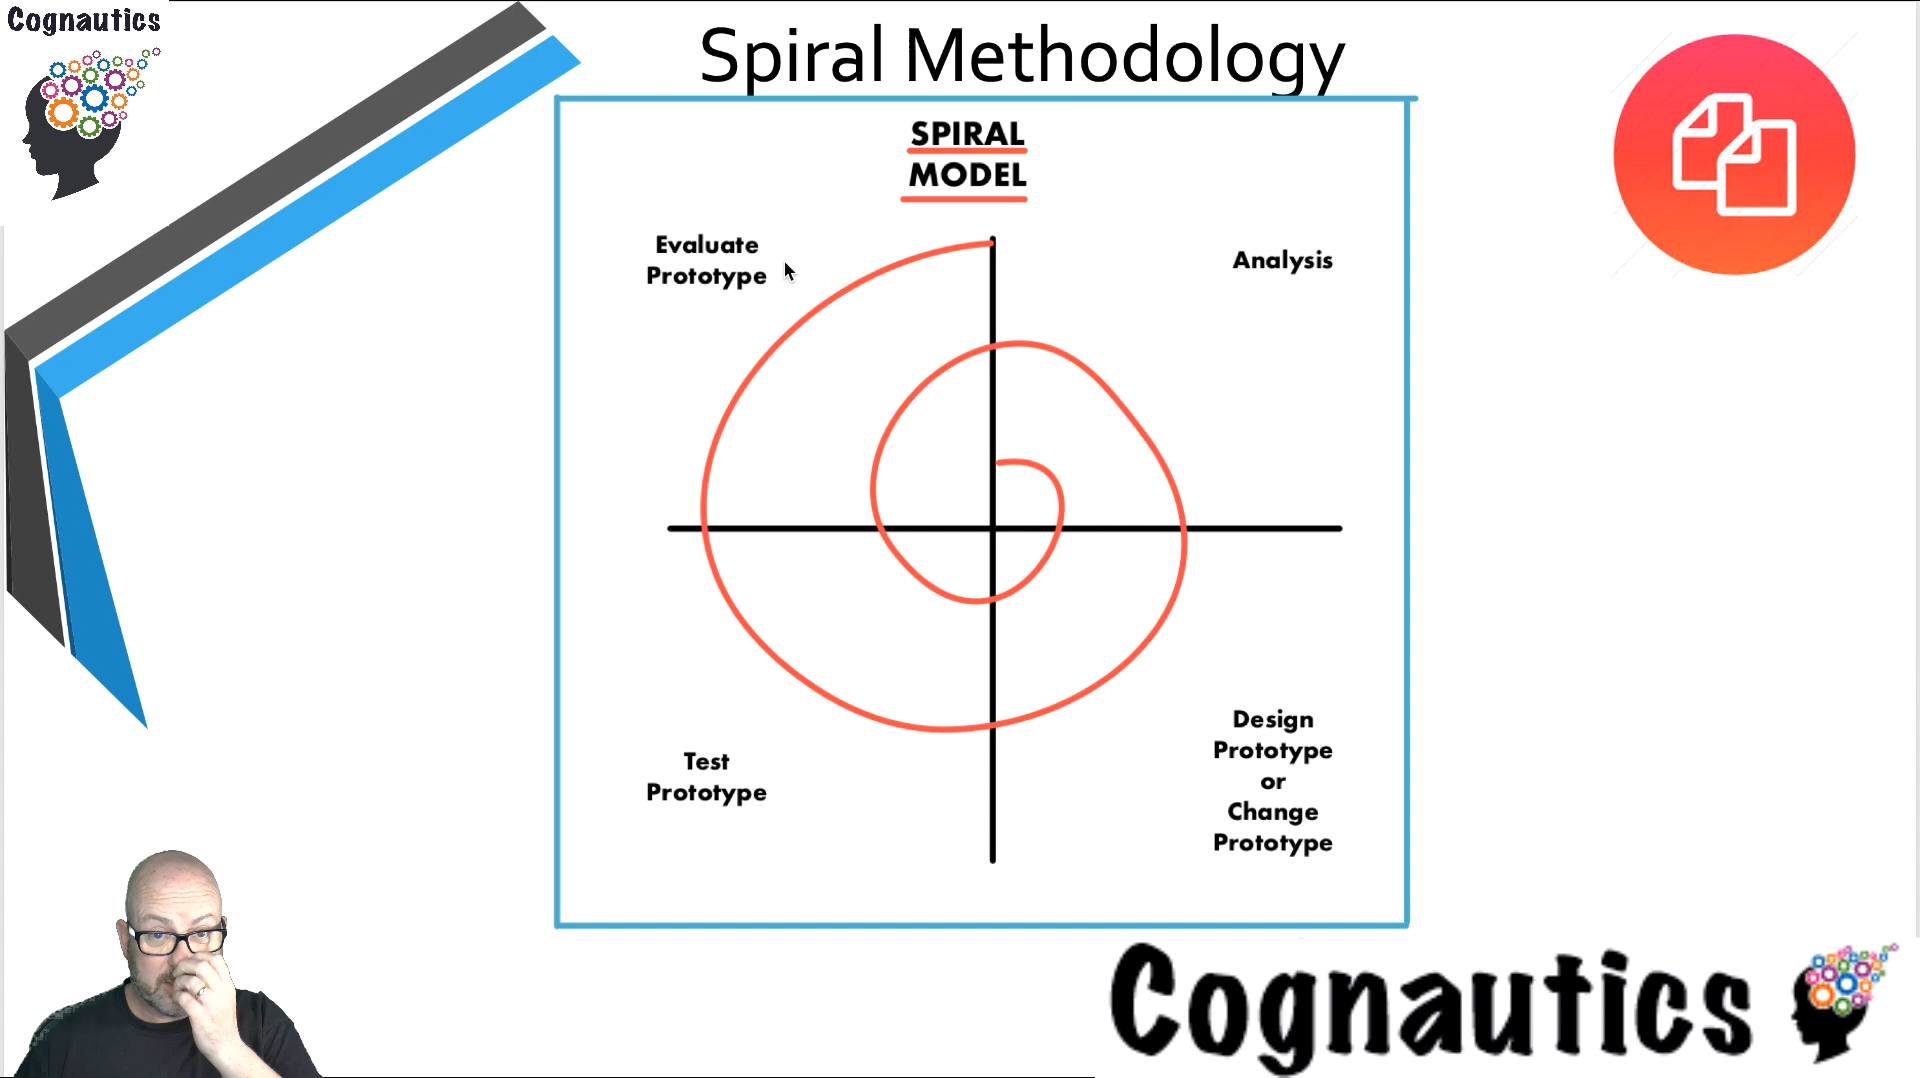 Cognautics
Spiral Methodology
SPIRAL
MODEL
Evaluate
Prototype
Analysis
Test
Prototype
Design
Prototype
or
Change
Prototype
Cognautics